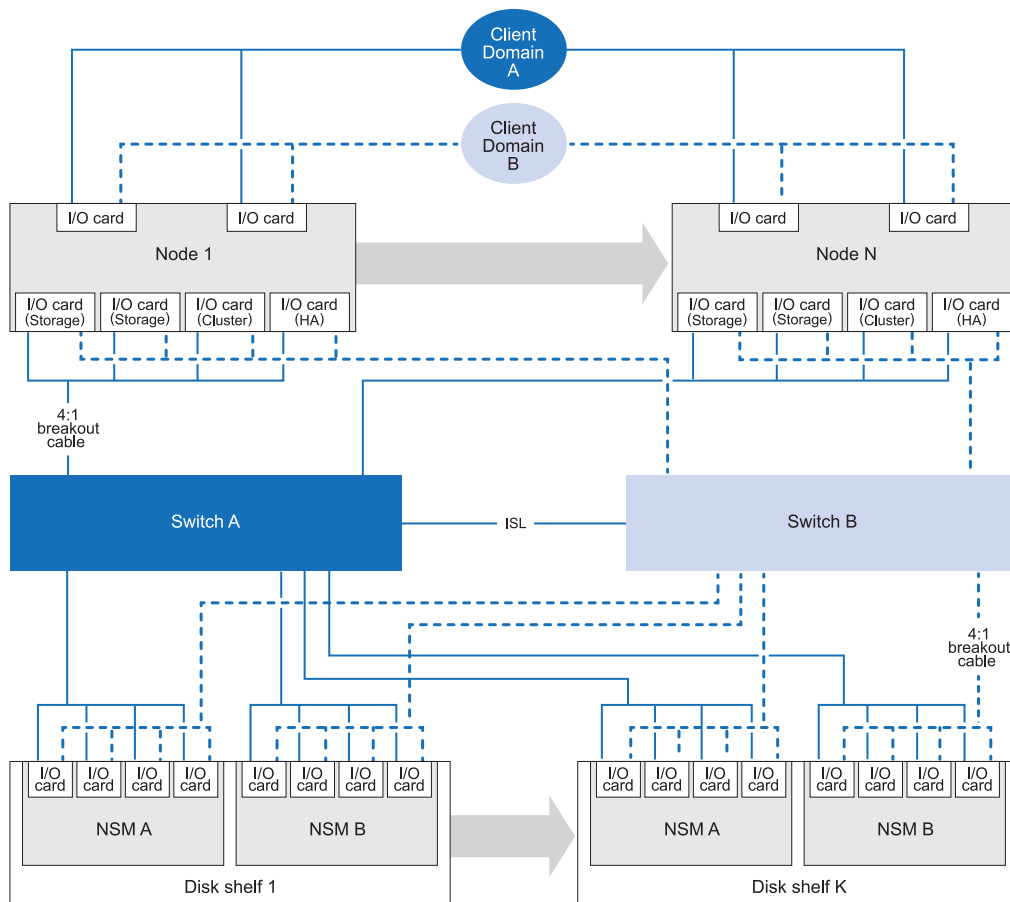 Client
Domain
A
Client
Domain
B
I/O card
I/O card
I/O card
I/O card
Node 1
Node N
I/O card
(Storage)
I/O card
(Storage)
I/O card
(Cluster)
I/O card
(HA)
I/O card
(Storage)
I/O card
(Storage)
I/O card
(Cluster)
I/O card
(HA)
4:1
breakout
cable
Switch A
ISL
Switch B
4:1
breakout
cable
I/O
card
I/O
card
I/O
card
I/O
card
I/O
card
I/O
card
I/O
card
I/O
card
I/O
card
I/O
card
I/O
card
I/O
card
I/O
card
I/O
card
I/O
card
I/O
card
NSM A
NSM B
NSM A
NSM B
Disk shelf 1
Disk shelf K